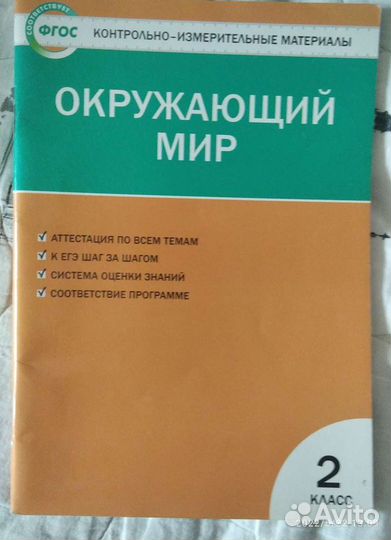 СООТВЕТСТВУЕТ
ФГОС
КОНТРОЛЬНО-ИЗМЕРИТЕЛЬНЫЕ МАТЕРИАЛЫ
ОКРУЖАЮЩИЙ
МИР
АТТЕСТАЦИЯ ПО ВСЕМ ТЕМАМ
К ЕГЭ ШАГ ЗА ШАГОМ
СИСТЕМА ОЦЕНКИ ЗНАНИЙ
СООТВЕТСТВИЕ ПРОГРАММЕ
2
КЛАСС
Avito